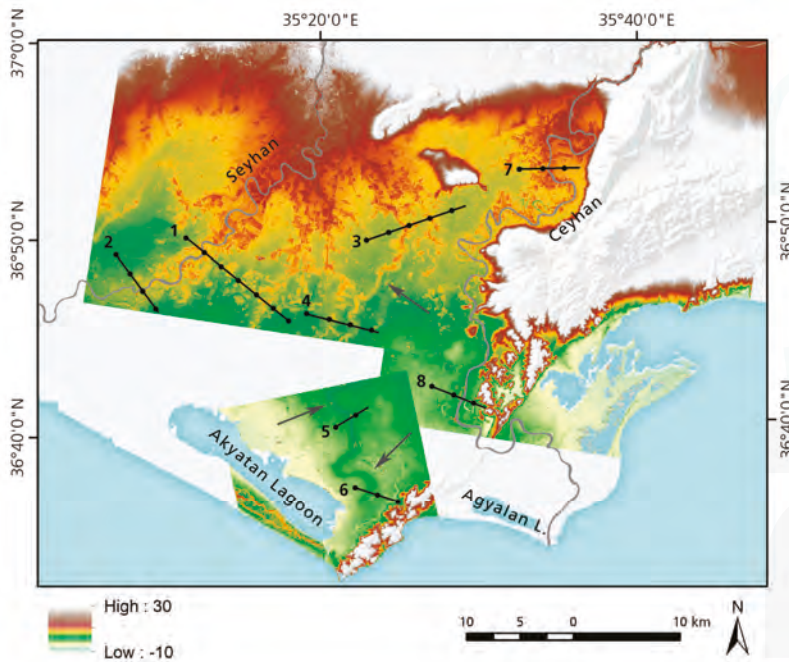 35°20'0"E
35°40'0"E
37°0'0"N
36°50'0"N
36°40'0"N
36°50'0"N
36°40'0"N
Seyhan
Ceyhan
7
3
1
2
4
8
5
6
Akyatan Lagoon
Agyalan L.
High : 30
Low : -10
10 5 0 10 km
N